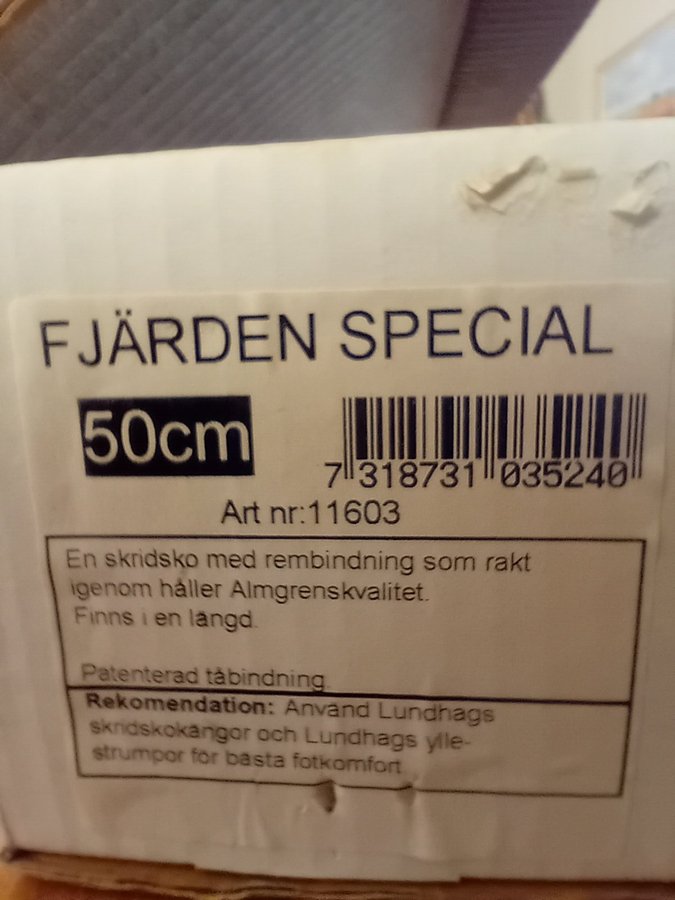 FJÄRDEN SPECIAL
50cm
7 318731 035240
Art nr:11603
En skridsko med rembindning som rakt
igenom håller Almgrenskvalitet.
Finns i en längd.
Patenterad tåbindning.
Rekomendation: Använd Lundhags
skridskokängor och Lundhags ylle-
strumpor för bästa fotkomfort